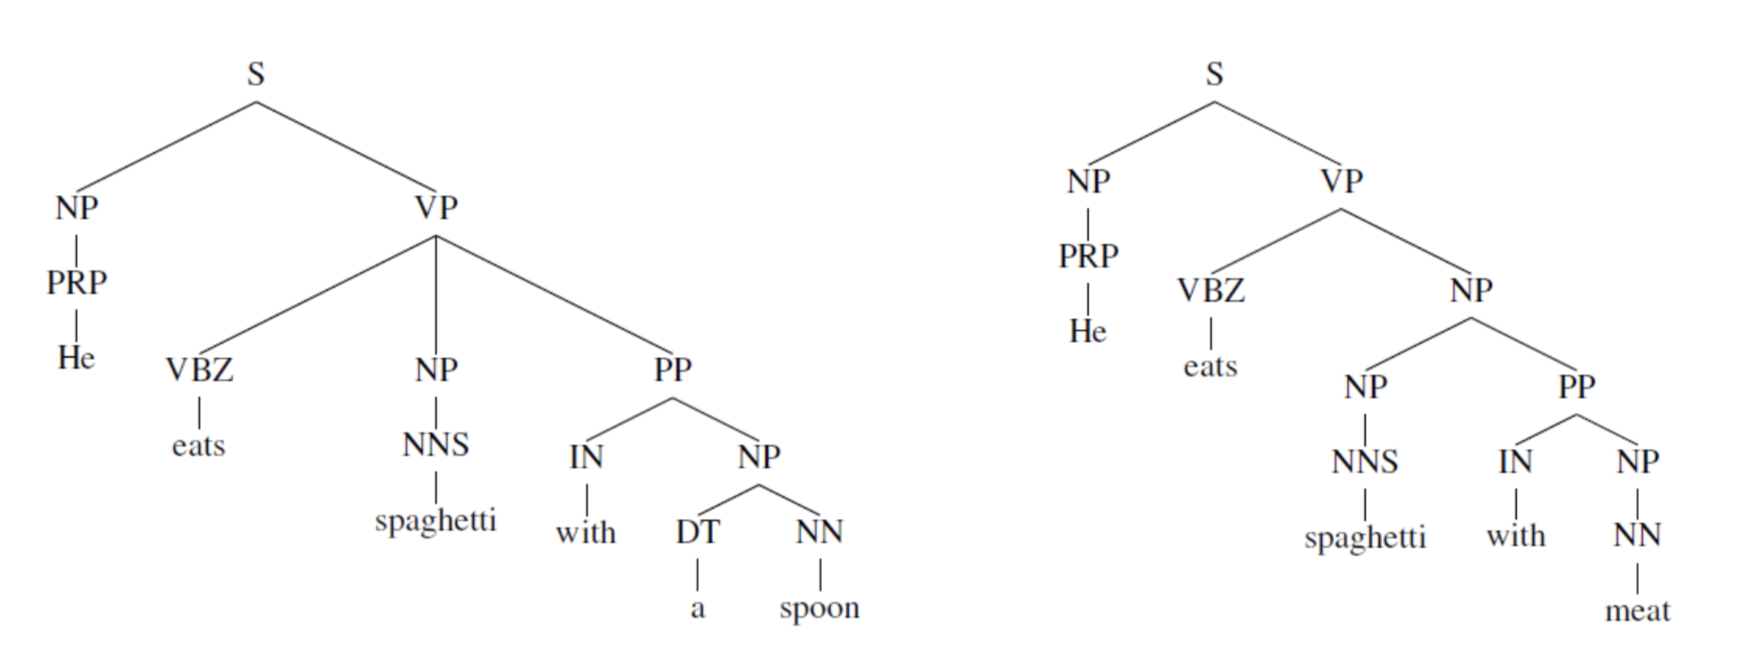 S S
NP VP NP VP
PRP PRP VBZ NP
He He eats
VBZ NP PP NP PP
eats NNS IN NP NNS IN NP
spaghetti with DT NN spaghetti with NN
a spoon meat